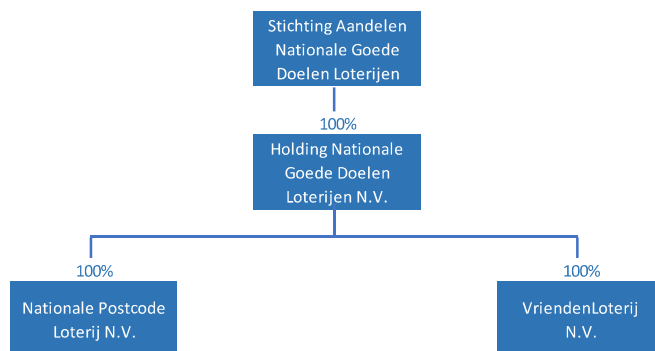 Stichting Aandelen
Nationale Goede
Doelen Loterijen
100%
Holding Nationale
Goede Doelen
Loterijen N.V.
100%
Nationale Postcode
Loterij N.V.
100%
VriendenLoterij
N.V.